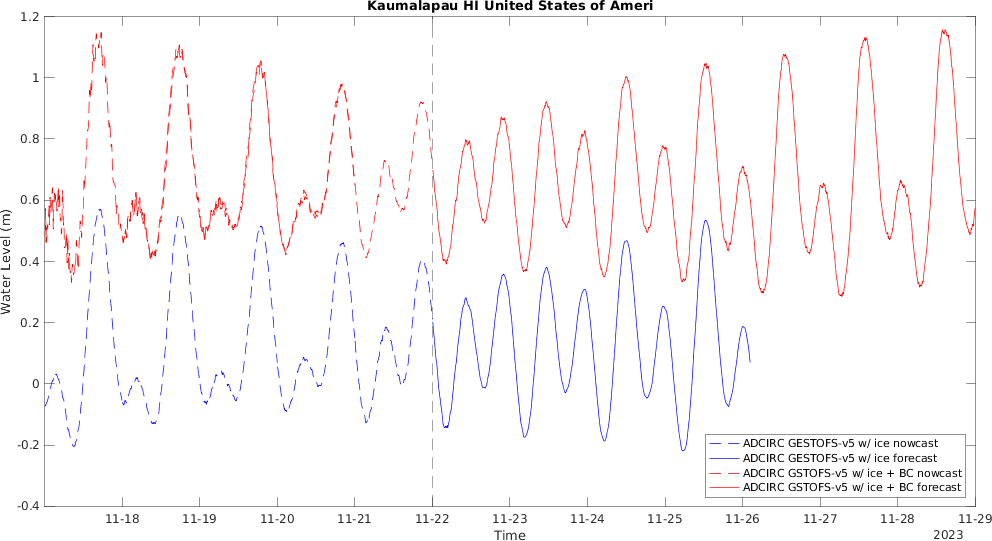 Kaumalapau HI United States of Ameri
1.2
1
0.8
0.6
0.4
0.2
0
-0.2
-0.4
Water Level (m)
11-18 11-19 11-20 11-21 11-22 11-23 11-24 11-25 11-26 11-27 11-28 11-29
Time
2023
ADCIRC GESTOFS-v5 w/ ice nowcast
ADCIRC GESTOFS-v5 w/ ice forecast
ADCIRC GSTOFS-v5 w/ ice + BC nowcast
ADCIRC GSTOFS-v5 w/ ice + BC forecast